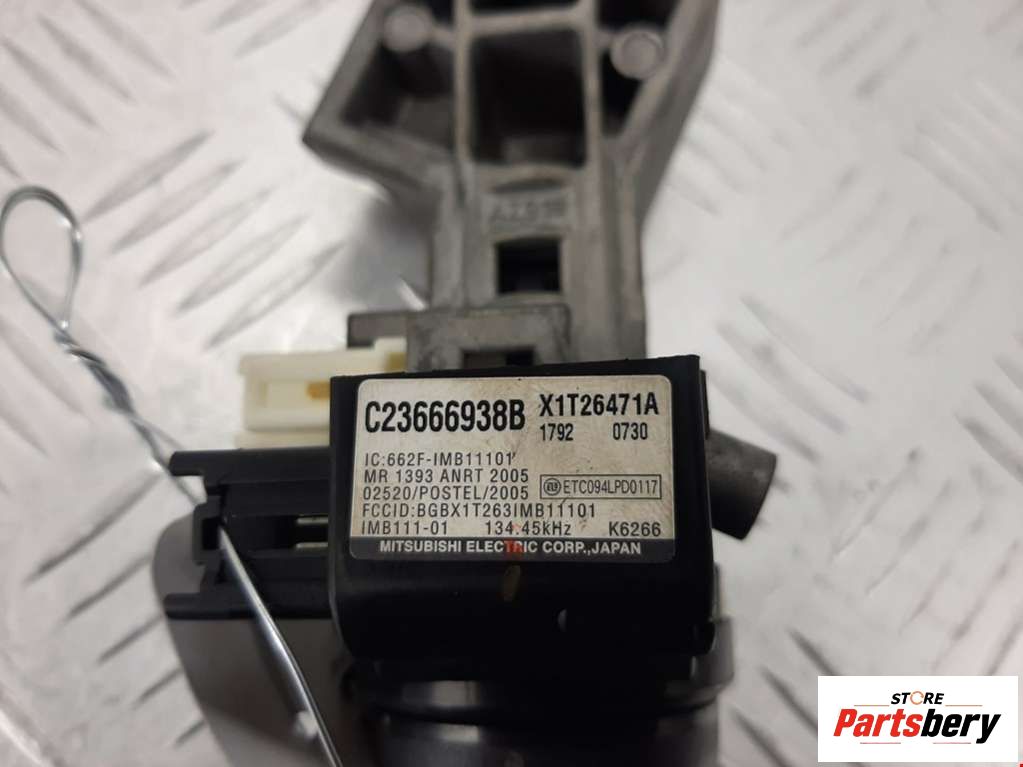 C23666938B X1T26471A
1792 0730
IC:662F-IMB11101
MR 1393 ANRT 2005
02520/POSTEL/2005 ETC094LPD0117
FCCID:BGBX1T263IMB11101
IMB111-01 134.45kHz K6266
MITSUBISHI ELECTRIC CORP.,JAPAN
STORE
Partsbery